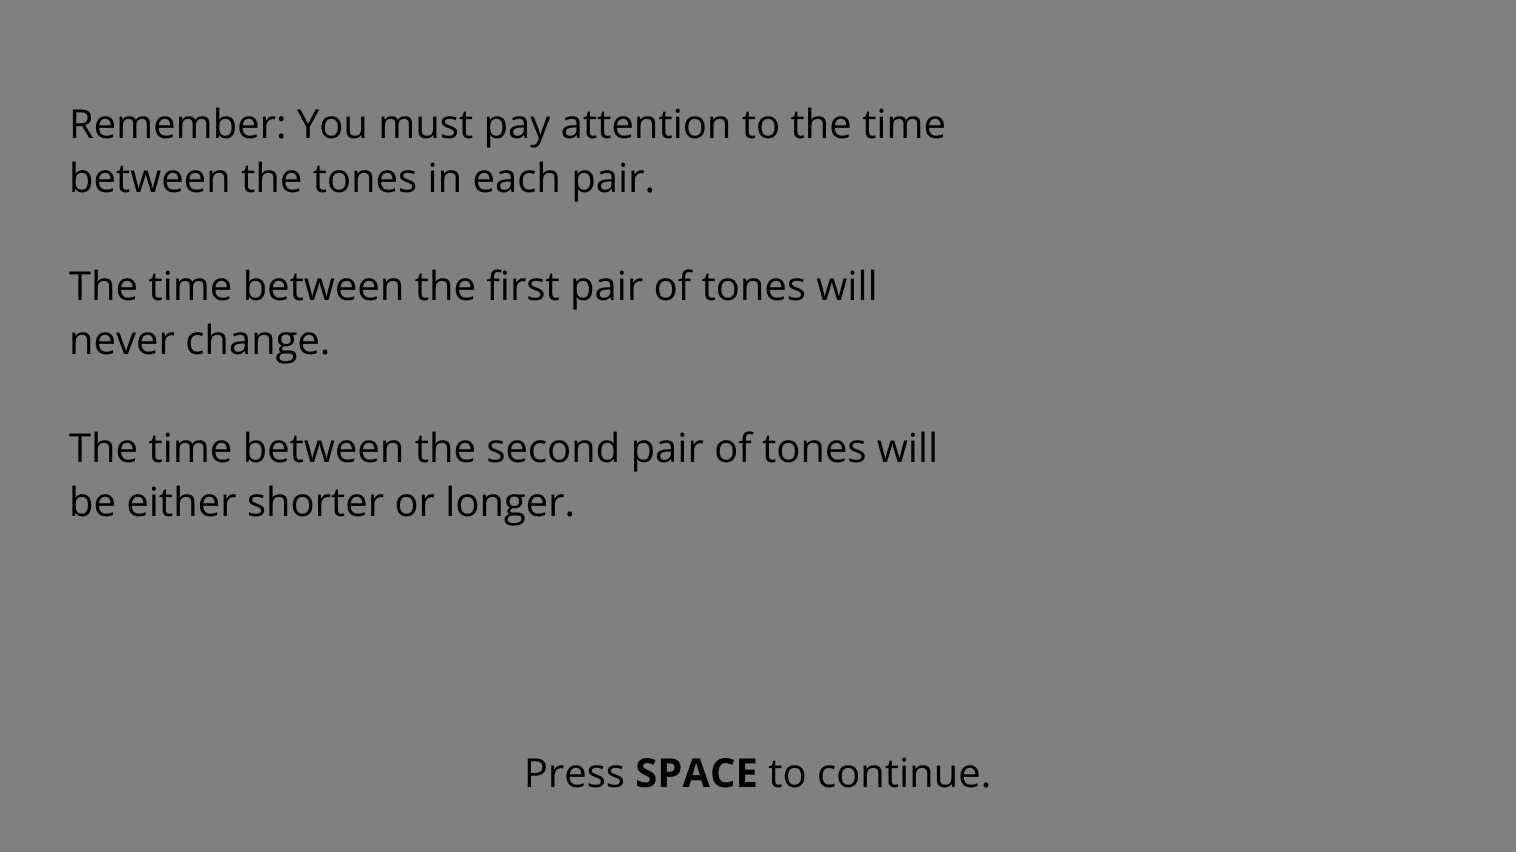 Remember: You must pay attention to the time
between the tones in each pair.
The time between the first pair of tones will
never change.
The time between the second pair of tones will
be either shorter or longer.
Press SPACE to continue.